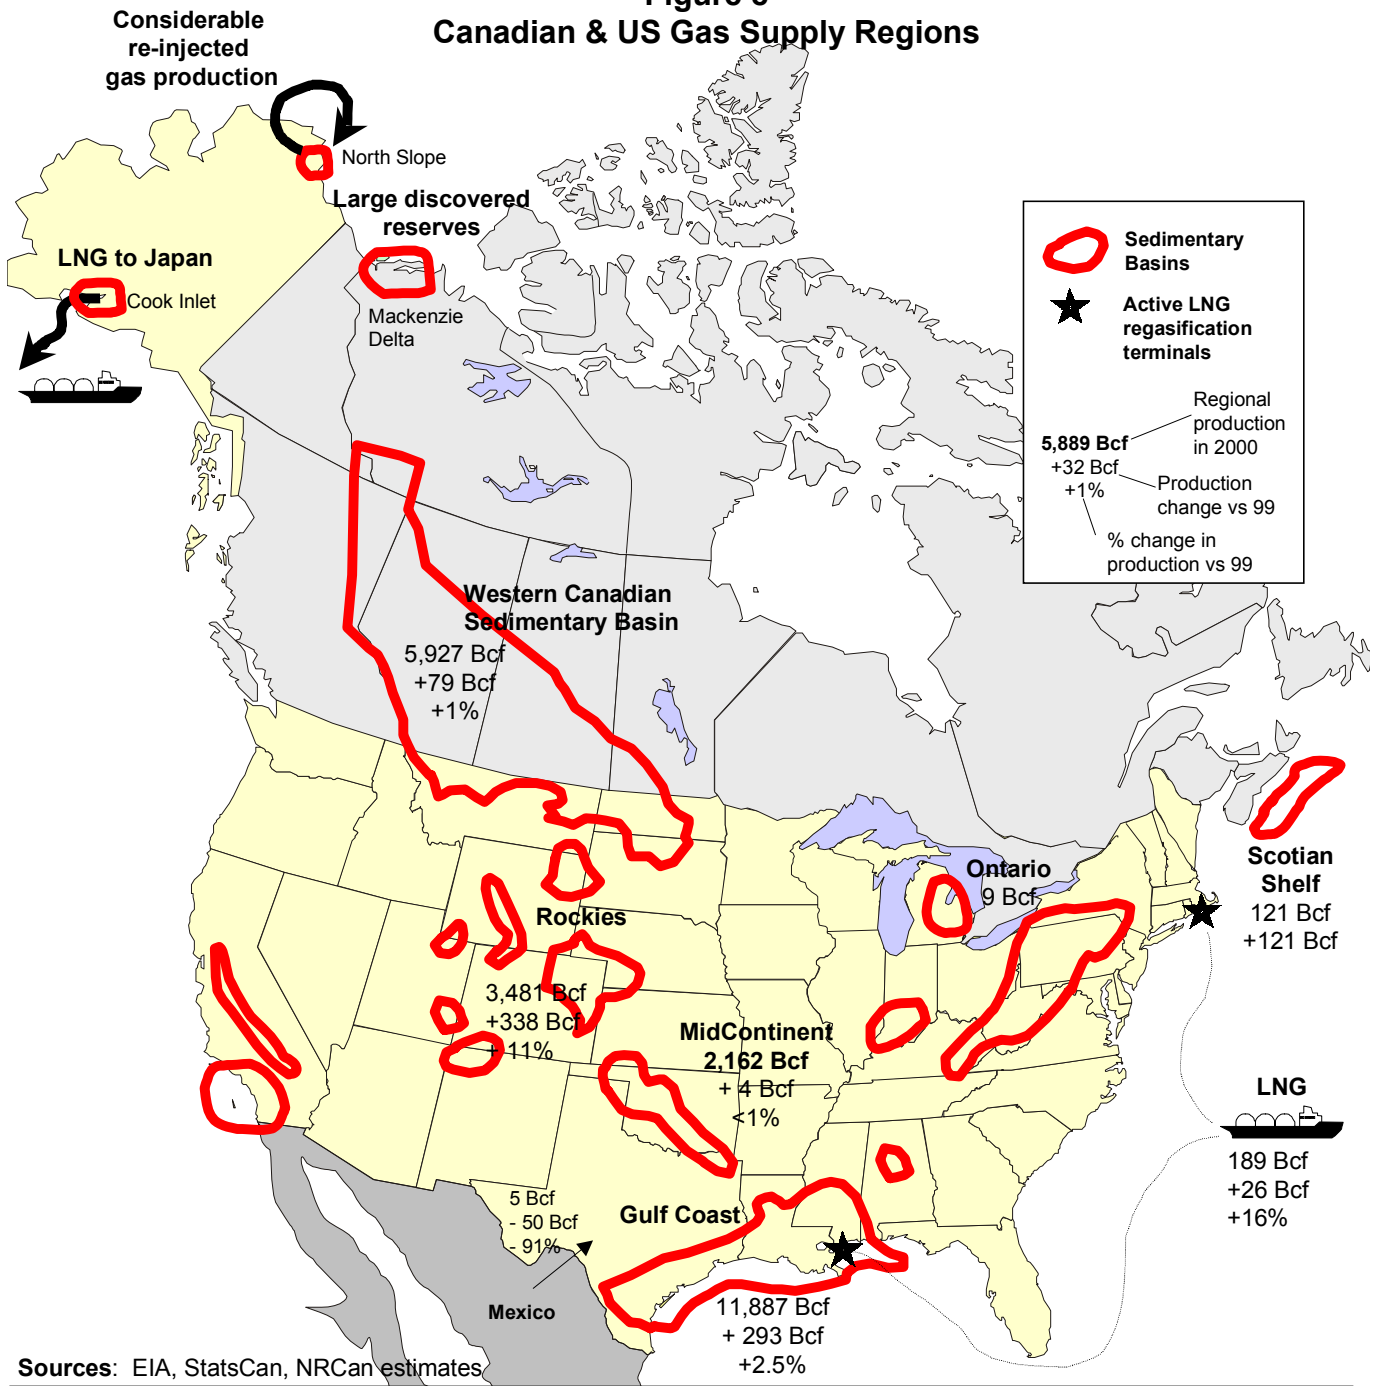 Canadian & US Gas Supply Regions
Considerable
re-injected
gas production
North Slope
Large discovered
reserves
LNG to Japan
Cook Inlet
Mackenzie
Delta
Sedimentary
Basins
Active LNG
regasification
terminals
Regional
production
in 2000
5,889 Bcf
+32 Bcf
+1%
Production
change vs 99
% change in
production vs 99
Western Canadian
Sedimentary Basin
5,927 Bcf
+79 Bcf
+1%
Ontario
9 Bcf
Scotian
Shelf
121 Bcf
+121 Bcf
Rockies
3,481 Bcf
+338 Bcf
+ 11%
MidContinent
2,162 Bcf
+ 4 Bcf
<1%
LNG
189 Bcf
+26 Bcf
+16%
5 Bcf
- 50 Bcf
- 91%
Mexico
Gulf Coast
11,887 Bcf
+ 293 Bcf
+2.5%
Sources: EIA, StatsCan, NRCan estimates